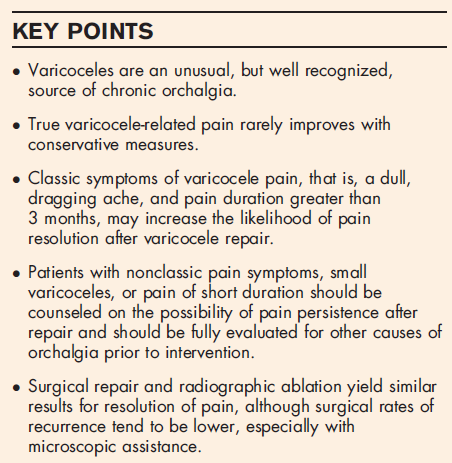 KEY POINTS
• Varicoceles are an unusual, but well recognized,
source of chronic orchalgia.
• True varicocele-related pain rarely improves with
conservative measures.
• Classic symptoms of varicocele pain, that is, a dull,
dragging ache, and pain duration greater than
3 months, may increase the likelihood of pain
resolution after varicocele repair.
• Patients with nonclassic pain symptoms, small
varicoceles, or pain of short duration should be
counseled on the possibility of pain persistence after
repair and should be fully evaluated for other causes of
orchalgia prior to intervention.
• Surgical repair and radiographic ablation yield similar
results for resolution of pain, although surgical rates of
recurrence tend to be lower, especially with
microscopic assistance.